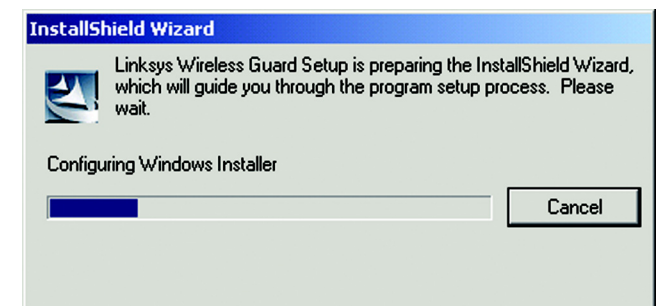 InstallShield Wizard
Linksys Wireless Guard Setup is preparing the InstallShield Wizard,
which will guide you through the program setup process.  Please
wait.
Configuring Windows Installer
Cancel